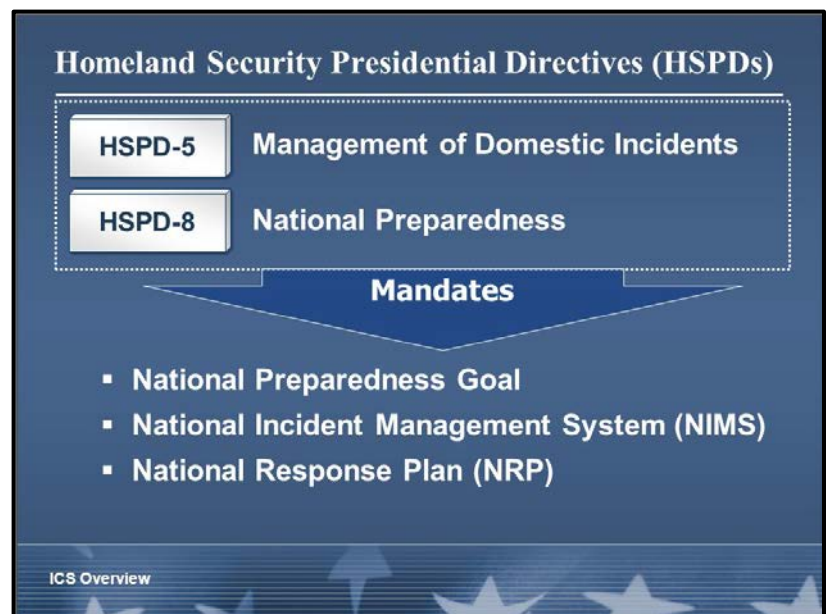 Homeland Security Presidential Directives (HSPDs)
HSPD-5 Management of Domestic Incidents
HSPD-8 National Preparedness
Mandates
▪ National Preparedness Goal
▪ National Incident Management System (NIMS)
▪ National Response Plan (NRP)
ICS Overview